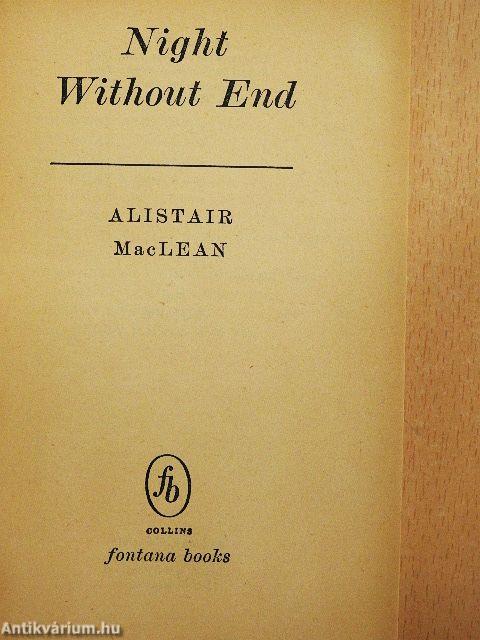 Night
Without End
ALISTAIR
MacLEAN
fb
COLLINS
fontana books
Antikvárium.hu